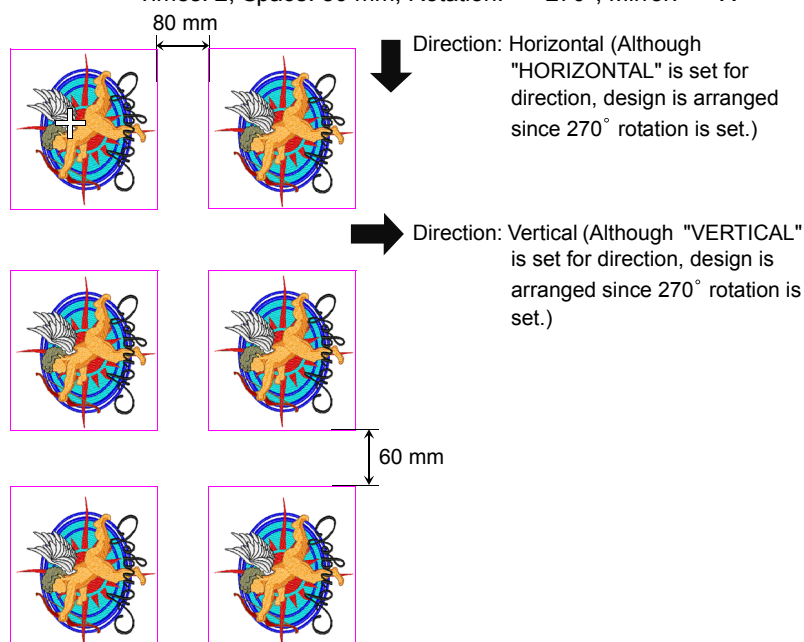 80 mm
Direction: Horizontal (Although
"HORIZONTAL" is set for
direction, design is arranged
since 270° rotation is set.)
Direction: Vertical (Although "VERTICAL"
is set for direction, design is
arranged since 270° rotation is
set.)
60 mm